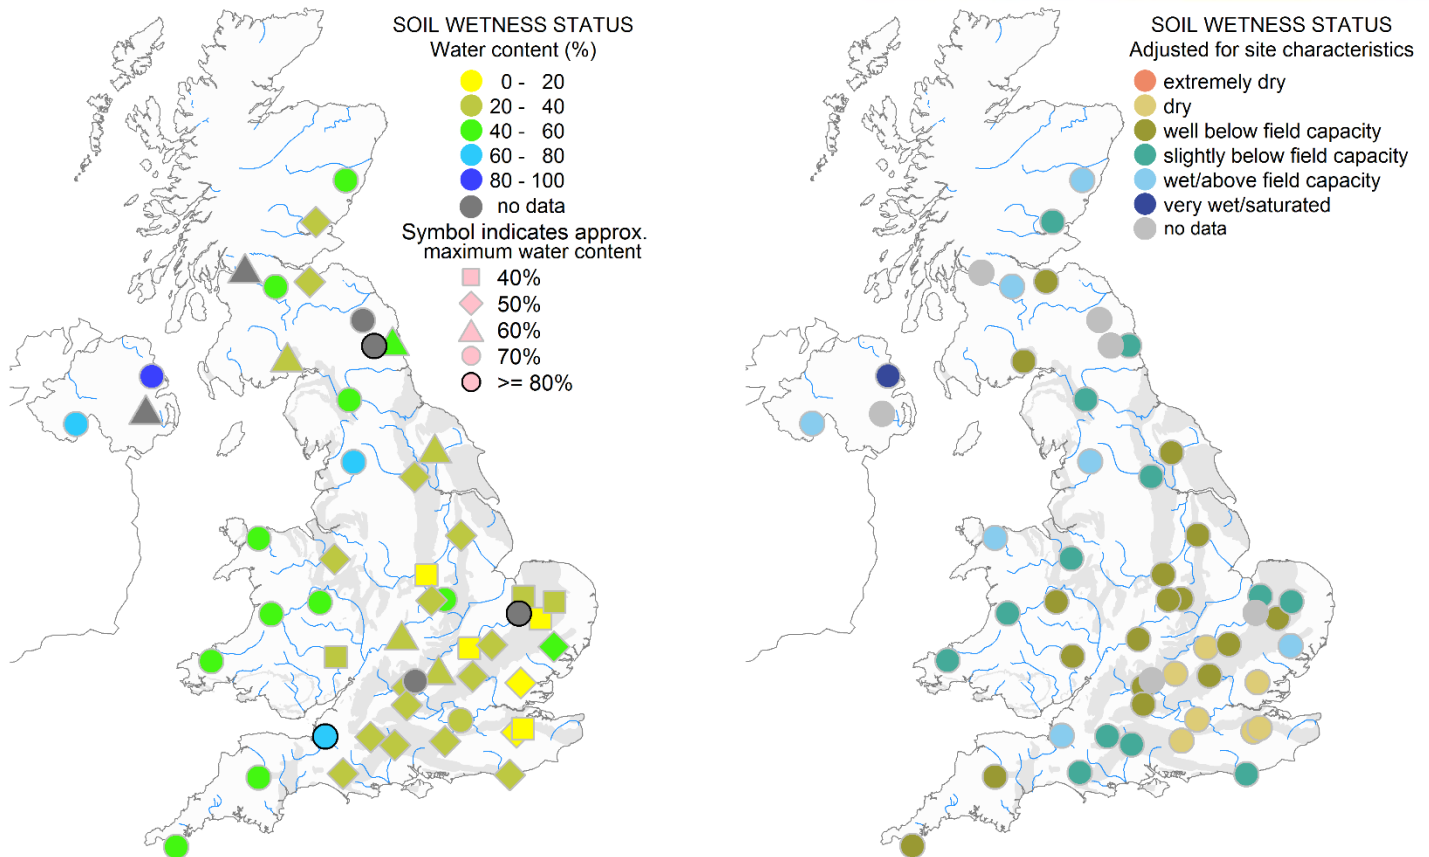 SOIL WETNESS STATUS
Water content (%)
0 - 20
20 - 40
40 - 60
60 - 80
80 - 100
no data
Symbol indicates approx.
maximum water content
40%
50%
60%
70%
>= 80%
SOIL WETNESS STATUS
Adjusted for site characteristics
extremely dry
dry
well below field capacity
slightly below field capacity
wet/above field capacity
very wet/saturated
no data